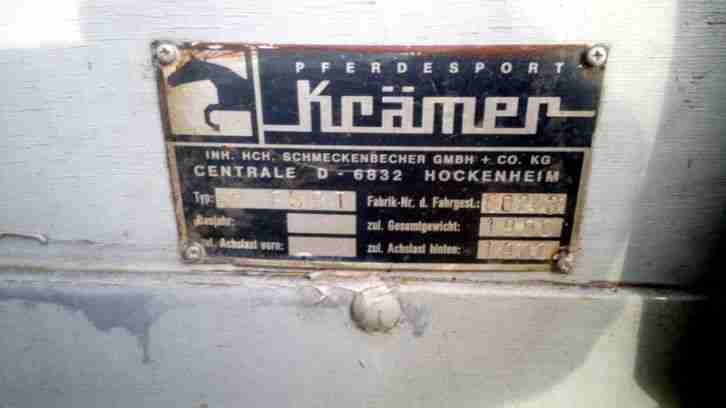 PFERDESPORT
Krämer
INH. HCH. SCHMECKENBECHER GMBH + CO. KG
CENTRALE D - 6832 HOCKENHEIM
Typ: Fabrik-Nr. d. Fahrgest.:
Baujahr: zul. Gesamtgewicht:
zul. Achslast vorn: zul. Achslast hinten: